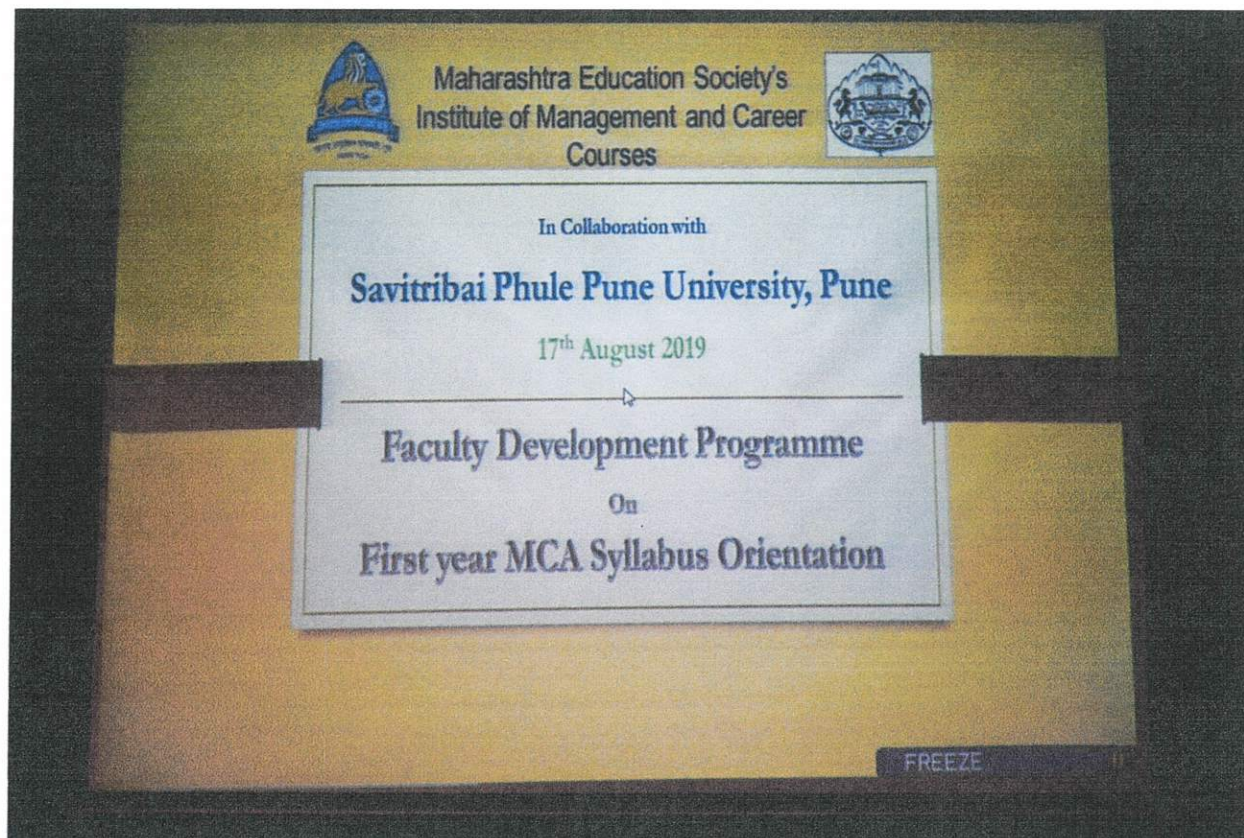 Maharashtra Education Society's
Institute of Management and Career
Courses
In Collaboration with
Savitribai Phule Pune University, Pune
17th August 2019
Faculty Development Programme
On
First year MCA Syllabus Orientation
FREEZE